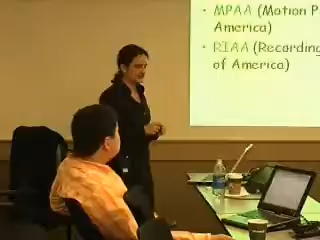 • MPAA (Motion P
America)
• RIAA (Recording
of America)